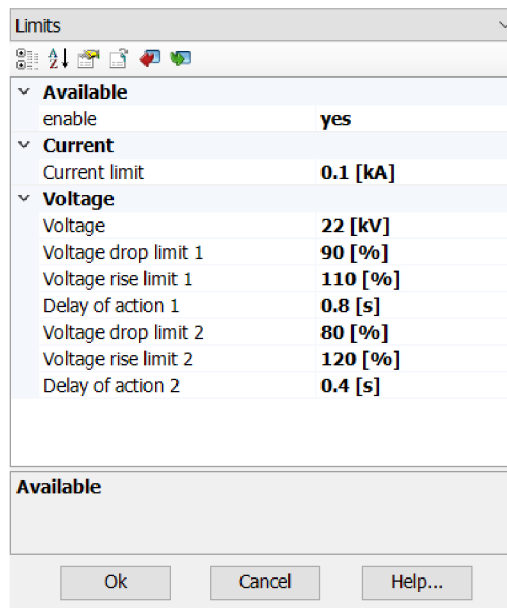 Limits
Available
enable yes
Current
Current limit 0.1 [kA]
Voltage
Voltage 22 [kV]
Voltage drop limit 1 90 [%]
Voltage rise limit 1 110 [%]
Delay of action 1 0.8 [s]
Voltage drop limit 2 80 [%]
Voltage rise limit 2 120 [%]
Delay of action 2 0.4 [s]
Available
Ok Cancel Help...